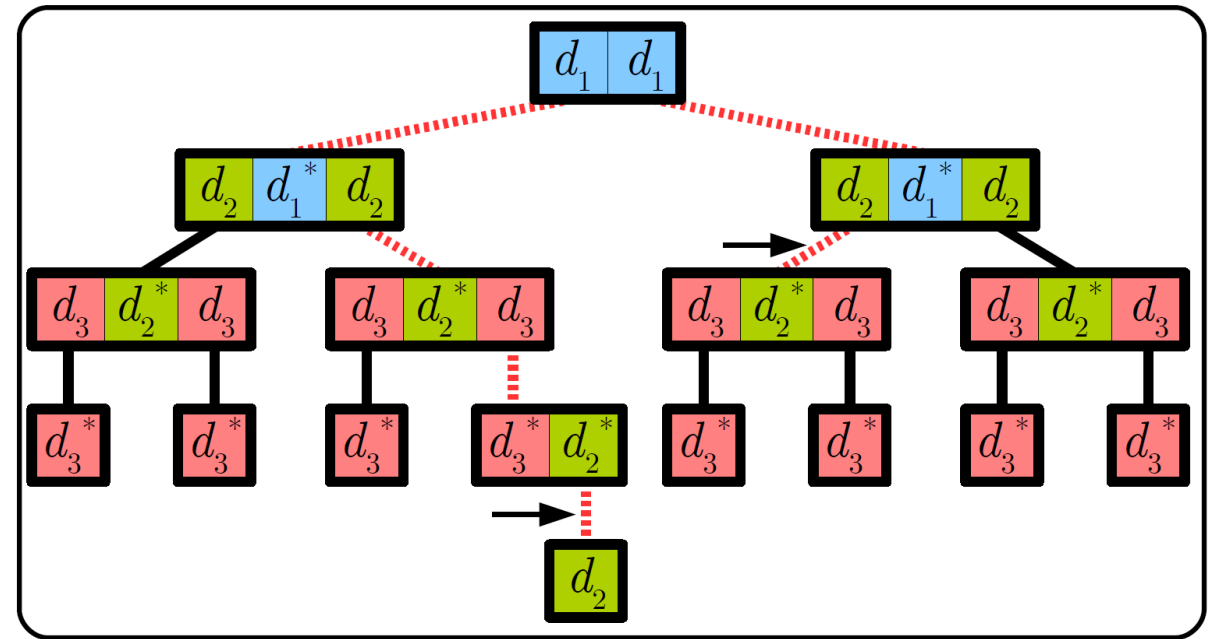 d₁ d₁
d₂ d₁* d₂ d₂ d₁* d₂
d₃ d₂* d₃ d₃ d₂* d₃ d₃ d₂* d₃ d₃ d₂* d₃
d₃* d₃* d₃* d₃* d₂* d₃* d₃* d₃* d₃*
d₂